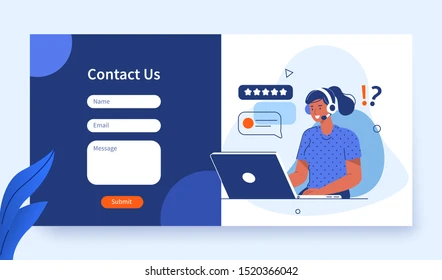 Contact Us
Name
Email
Message
Submit
!?
shutterstock.com · 1520366042